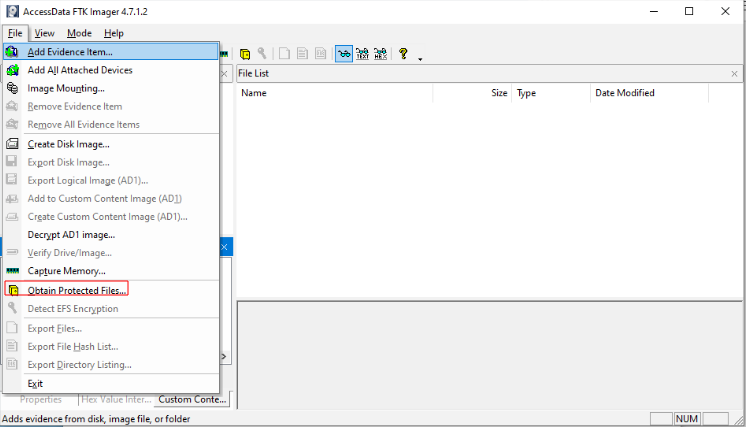 AccessData FTK Imager 4.7.1.2
File View Mode Help
Add Evidence Item...
Add All Attached Devices
File List
Image Mounting...
Name Size Type Date Modified
Remove Evidence Item
Remove All Evidence Items
Create Disk Image...
Export Disk Image...
Export Logical Image (AD1)...
Add to Custom Content Image (AD1)
Create Custom Content Image (AD1)...
Decrypt AD1 image...
Verify Drive/Image...
Capture Memory...
Obtain Protected Files...
Detect EFS Encryption
Export Files...
Export File Hash List...
Export Directory Listing...
Exit
Properties Hex Value Inter... Custom Conte...
Adds evidence from disk, image file, or folder NUM